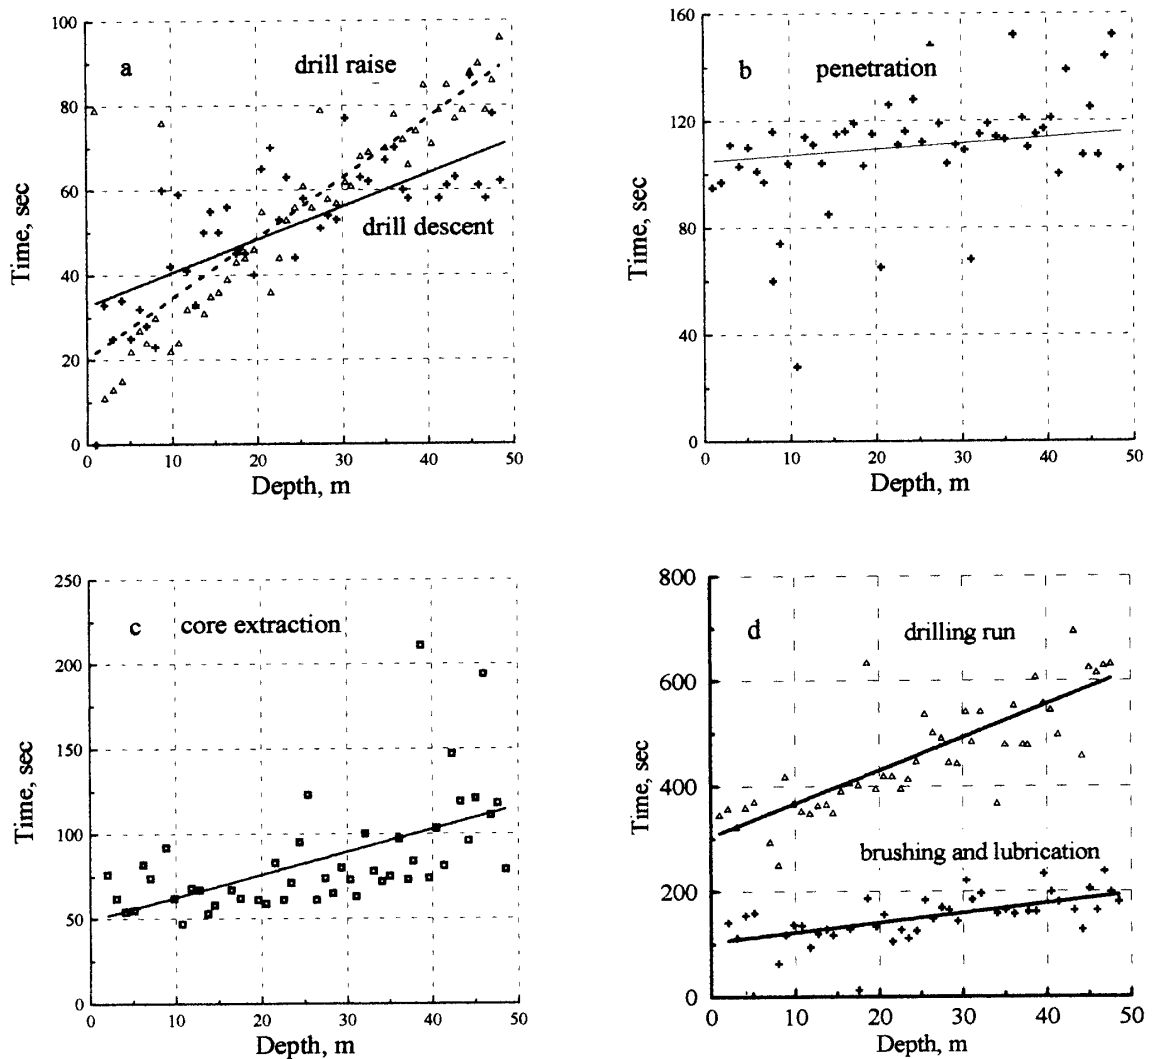 100
80
60
40
20
0
Time, sec
a
drill raise
drill descent
0 10 20 30 40 50
Depth, m
160
120
80
40
0
Time, sec
b penetration
0 10 20 30 40 50
Depth, m
250
200
150
100
50
0
Time, sec
c core extraction
0 10 20 30 40 50
Depth, m
800
600
400
200
0
Time, sec
d drilling run
brushing and lubrication
0 10 20 30 40 50
Depth, m